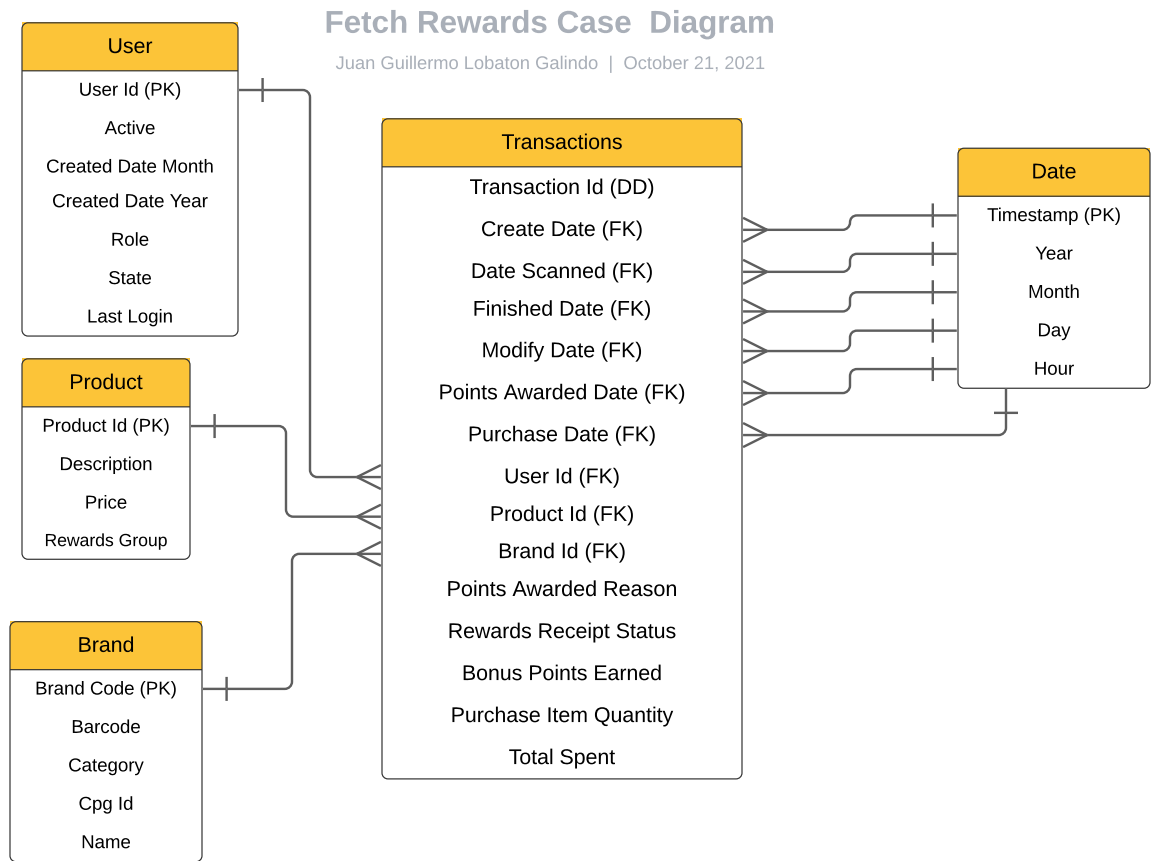 Fetch Rewards Case  Diagram
Juan Guillermo Lobaton Galindo  |  October 21, 2021
User
User Id (PK)
Active
Created Date Month
Created Date Year
Role
State
Last Login
Product
Product Id (PK)
Description
Price
Rewards Group
Brand
Brand Code (PK)
Barcode
Category
Cpg Id
Name
Transactions
Transaction Id (DD)
Create Date (FK)
Date Scanned (FK)
Finished Date (FK)
Modify Date (FK)
Points Awarded Date (FK)
Purchase Date (FK)
User Id (FK)
Product Id (FK)
Brand Id (FK)
Points Awarded Reason
Rewards Receipt Status
Bonus Points Earned
Purchase Item Quantity
Total Spent
Date
Timestamp (PK)
Year
Month
Day
Hour